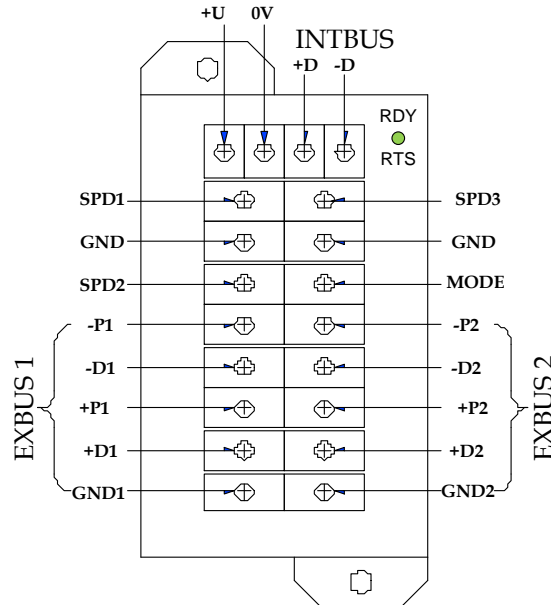 +U 0V
INTBUS
+D -D
RDY
RTS
SPD1 SPD3
GND GND
SPD2 MODE
-P1 -P2
-D1 -D2
+P1 +P2
+D1 +D2
GND1 GND2
EXBUS 1
EXBUS 2